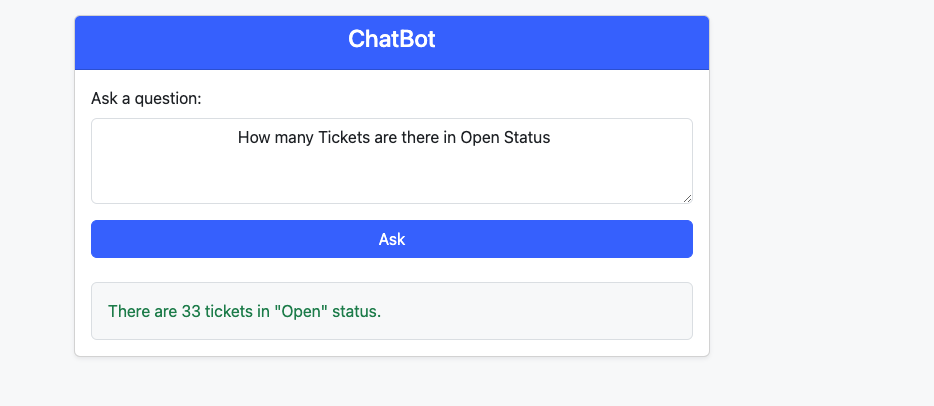 ChatBot
Ask a question:
How many Tickets are there in Open Status
Ask
There are 33 tickets in "Open" status.